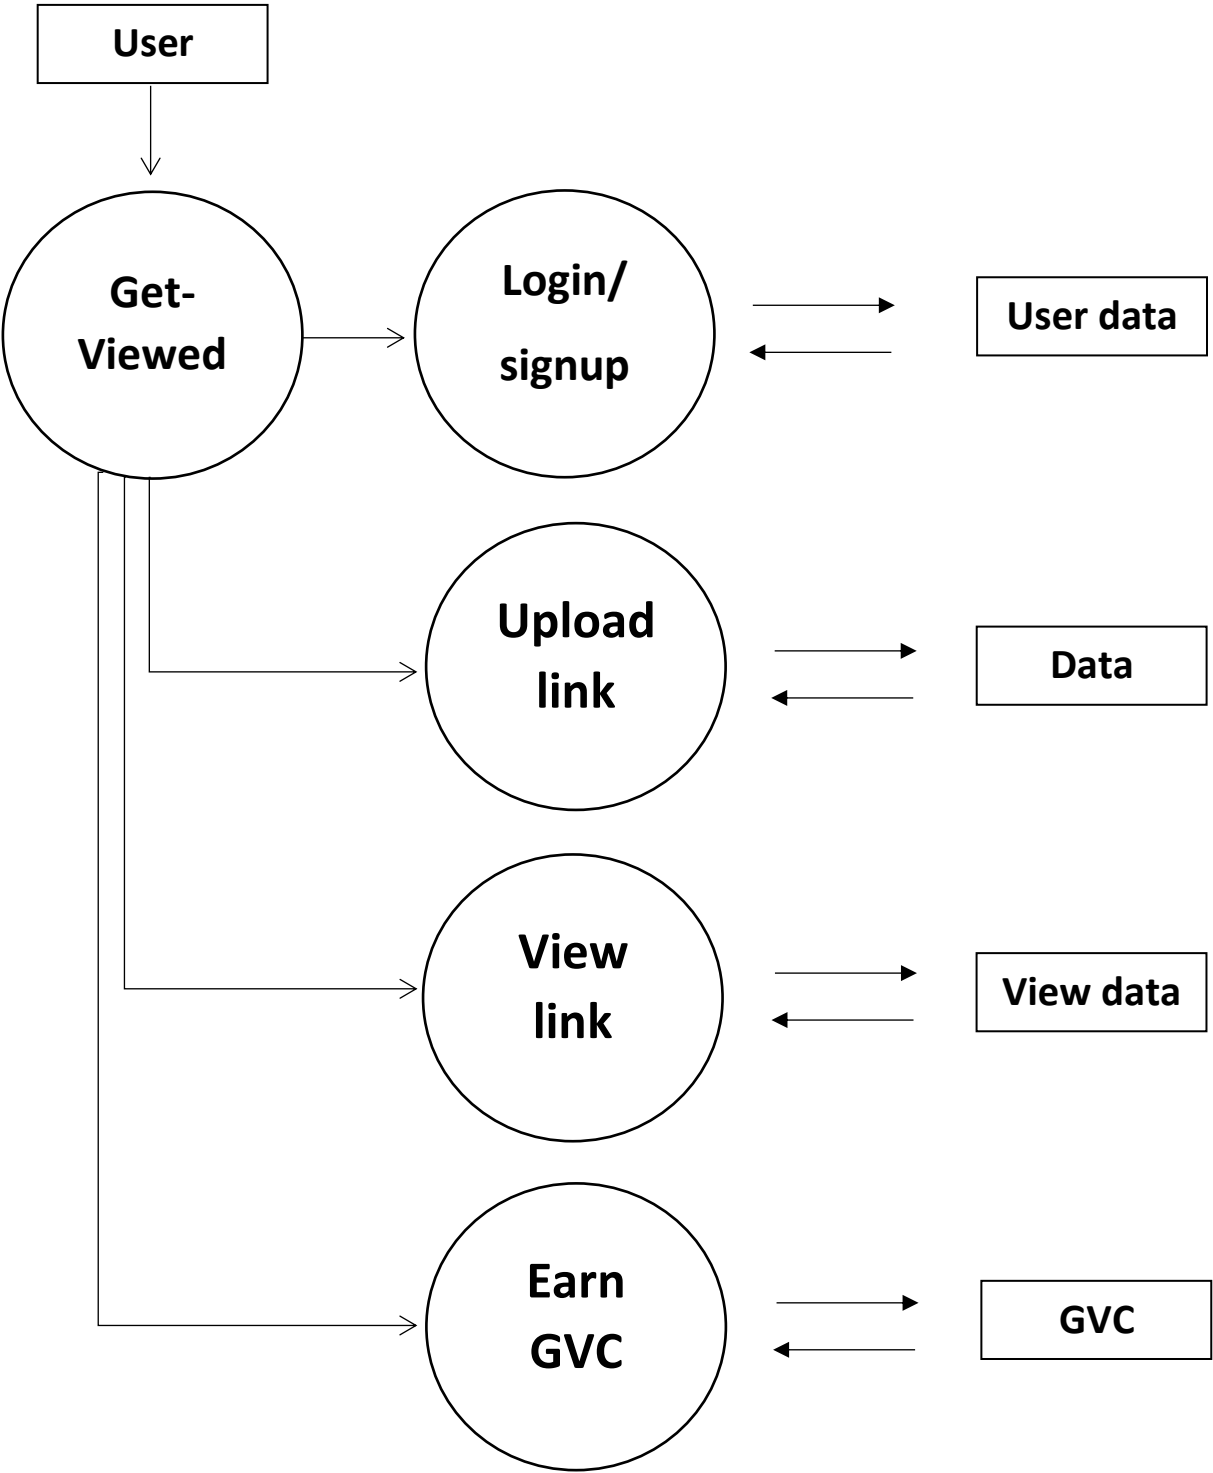 User
Get-
Viewed
Login/
signup
User data
Upload
link
Data
View
link
View data
Earn
GVC
GVC